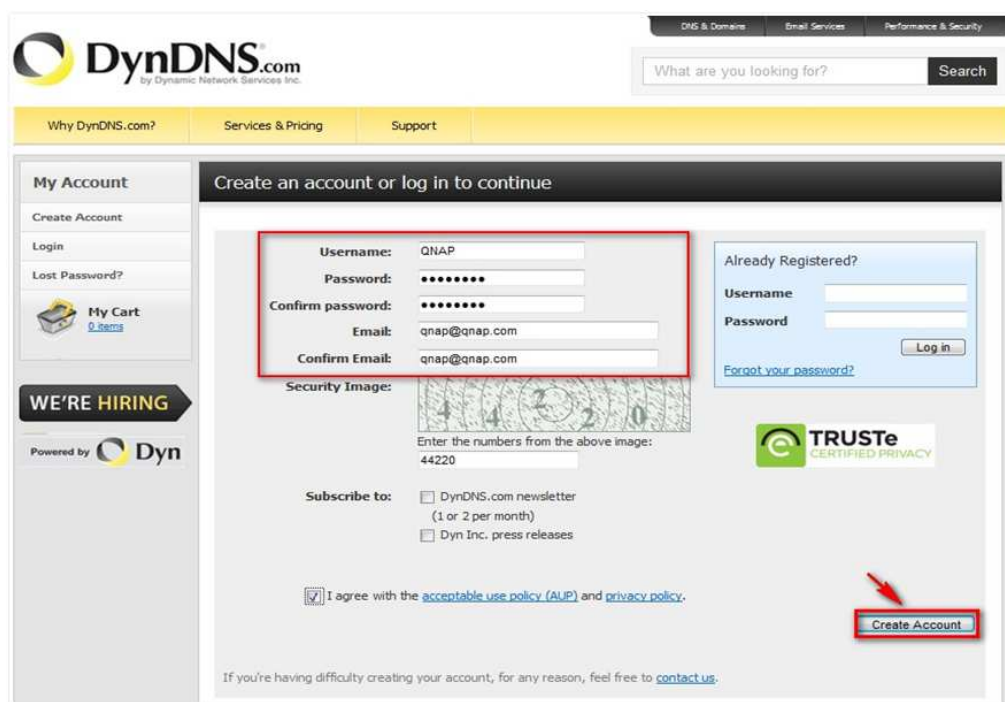 DNS & Domains Email Services Performance & Security
DynDNS.com
by Dynamic Network Services Inc.
What are you looking for? Search
Why DynDNS.com? Services & Pricing Support
My Account
Create Account
Login
Lost Password?
My Cart
0 items
WE'RE HIRING
Powered by Dyn
Create an account or log in to continue
Username: QNAP
Password: ••••••••
Confirm password: ••••••••
Email: qnap@qnap.com
Confirm Email: qnap@qnap.com
Security Image: 4 4 2 2 0
Enter the numbers from the above image:
44220
Subscribe to: DynDNS.com newsletter
(1 or 2 per month)
Dyn Inc. press releases
I agree with the acceptable use policy (AUP) and privacy policy.
Create Account
If you're having difficulty creating your account, for any reason, feel free to contact us.
Already Registered?
Username
Password
Log in
Forgot your password?
TRUSTe
CERTIFIED PRIVACY